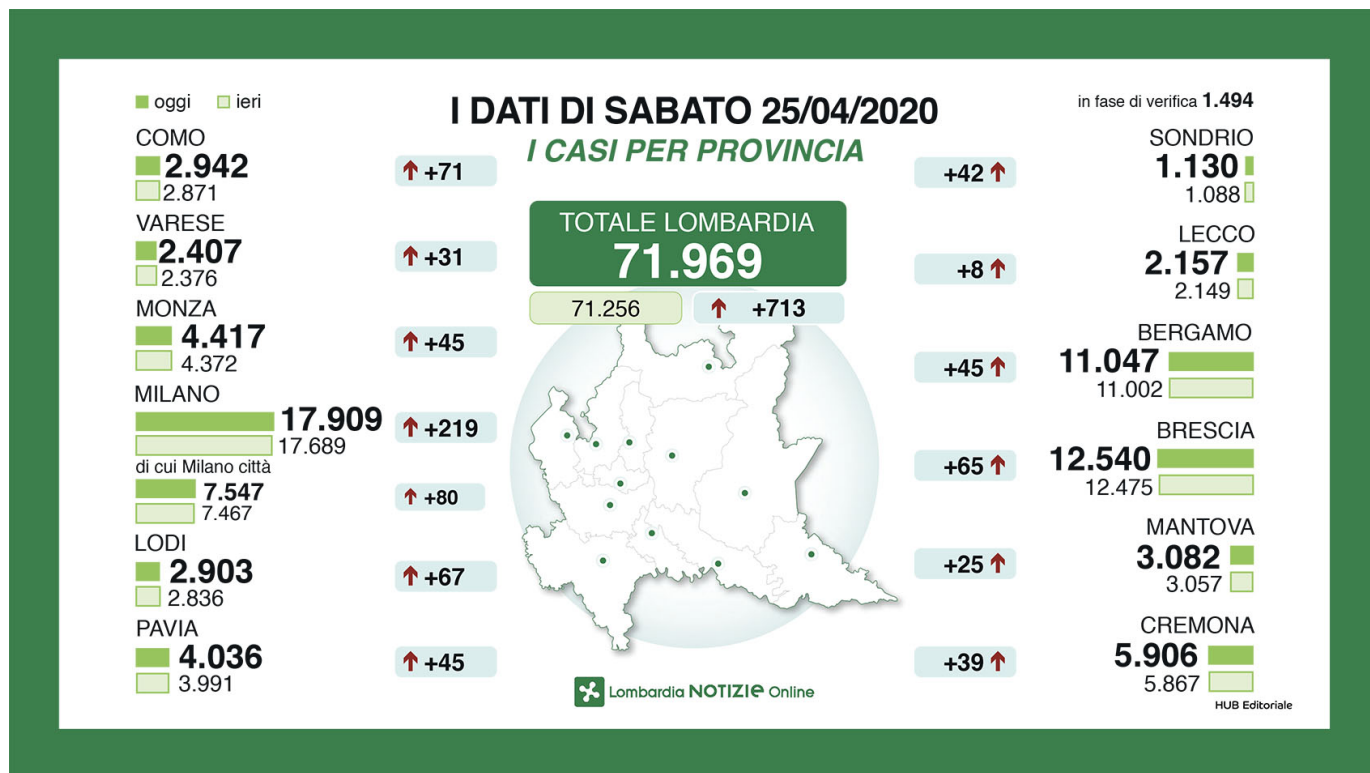 oggi ieri
I DATI DI SABATO 25/04/2020
I CASI PER PROVINCIA
in fase di verifica 1.494
COMO
2.942
2.871
+71
VARESE
2.407
2.376
+31
MONZA
4.417
4.372
+45
MILANO
17.909
17.689
+219
di cui Milano città
7.547
7.467
+80
LODI
2.903
2.836
+67
PAVIA
4.036
3.991
+45
TOTALE LOMBARDIA
71.969
71.256
+713
SONDRIO
1.130
1.088
+42
LECCO
2.157
2.149
+8
BERGAMO
11.047
11.002
+45
BRESCIA
12.540
12.475
+65
MANTOVA
3.082
3.057
+25
CREMONA
5.906
5.867
+39
Lombardia NOTIZIe Online
HUB Editoriale